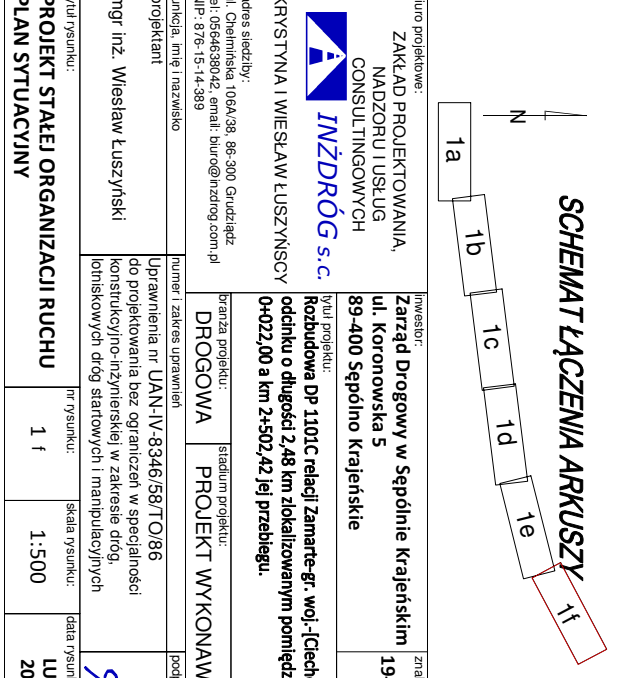 SCHEMAT ŁĄCZENIA ARKUSZY
N
1a
1b
1c
1d
1e
1f
biuro projektowe:
ZAKŁAD PROJEKTOWANIA,
NADZORU I USŁUG
CONSULTINGOWYCH
INŻDRÓG s.c.
KRYSTYNA I WIESŁAW ŁUSZYŃSCY
adres siedziby:
ul. Chełmińska 106A/38, 86-300 Grudziądz
tel: 0564638042, email: biuro@inzdrog.com.pl
NIP: 876-15-14-389
inwestor:
Zarząd Drogowy w Sępólnie Krajeńskim
ul. Koronowska 5
89-400 Sępólno Krajeńskie
tytuł projektu:
Rozbudowa DP 1101C relacji Zamarte-gr. woj.-[Ciech
odcinku o długości 2,48 km zlokalizowanym pomiędz
0+022,00 a km 2+502,42 jej przebiegu.
branża projektu:
DROGOWA
stadium projektu:
PROJEKT WYKONAW
funkcja, imię i nazwisko
projektant
mgr inż. Wiesław Łuszyński
numer i zakres uprawnień
Uprawnienia nr UAN-IV-8346/58/TO/86
do projektowania bez ograniczeń w specjalności
konstrukcyjno-inżynierskiej w zakresie dróg,
lotniskowych dróg startowych i manipulacyjnych
podp
tytuł rysunku:
PROJEKT STAŁEJ ORGANIZACJI RUCHU
PLAN SYTUACYJNY
nr rysunku:
1 f
skala rysunku:
1:500
data rysun
LU
20
zna
19